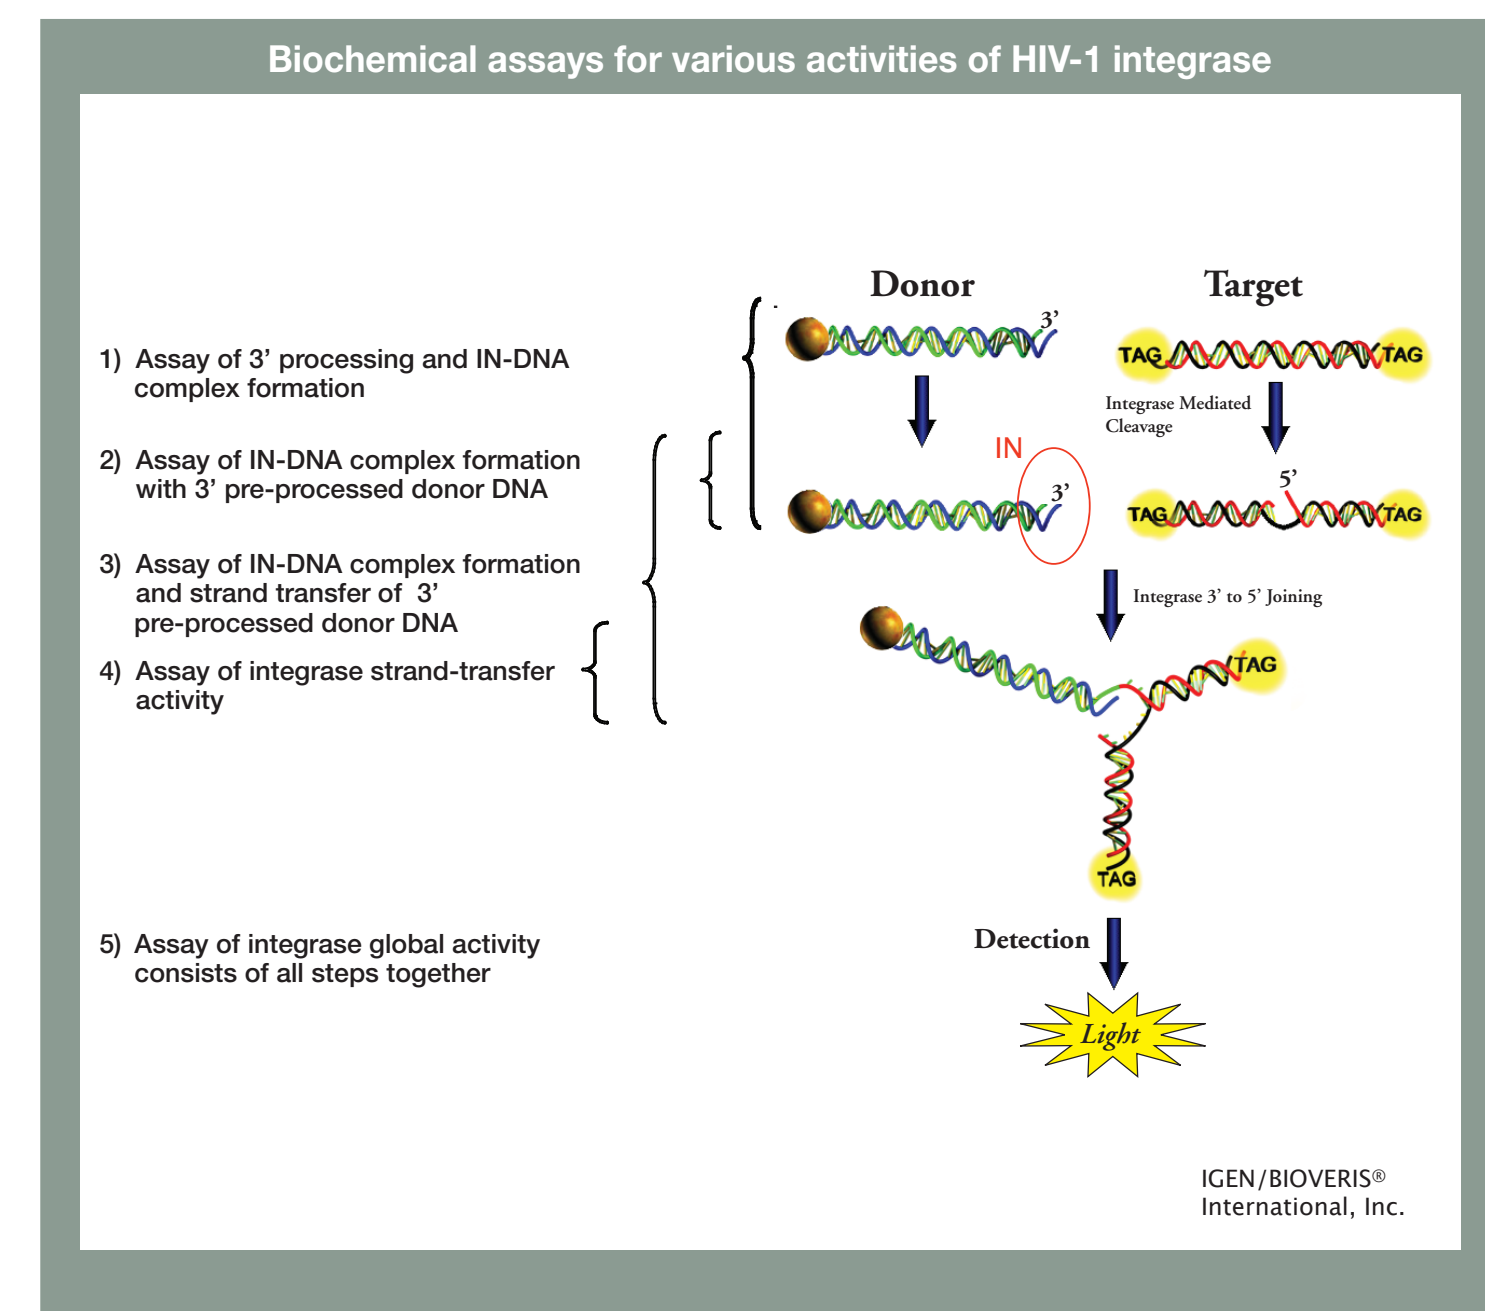 Biochemical assays for various activities of HIV-1 integrase
Donor
Target
3’
TAG
TAG
1) Assay of 3’ processing and IN-DNA
complex formation
Integrase Mediated
Cleavage
2) Assay of IN-DNA complex formation
with 3’ pre-processed donor DNA
IN
3’
5’
TAG
TAG
3) Assay of IN-DNA complex formation
and strand transfer of 3’
pre-processed donor DNA
Integrase 3’ to 5’ Joining
4) Assay of integrase strand-transfer
activity
TAG
TAG
5) Assay of integrase global activity
consists of all steps together
Detection
Light
IGEN/BIOVERIS®
International, Inc.